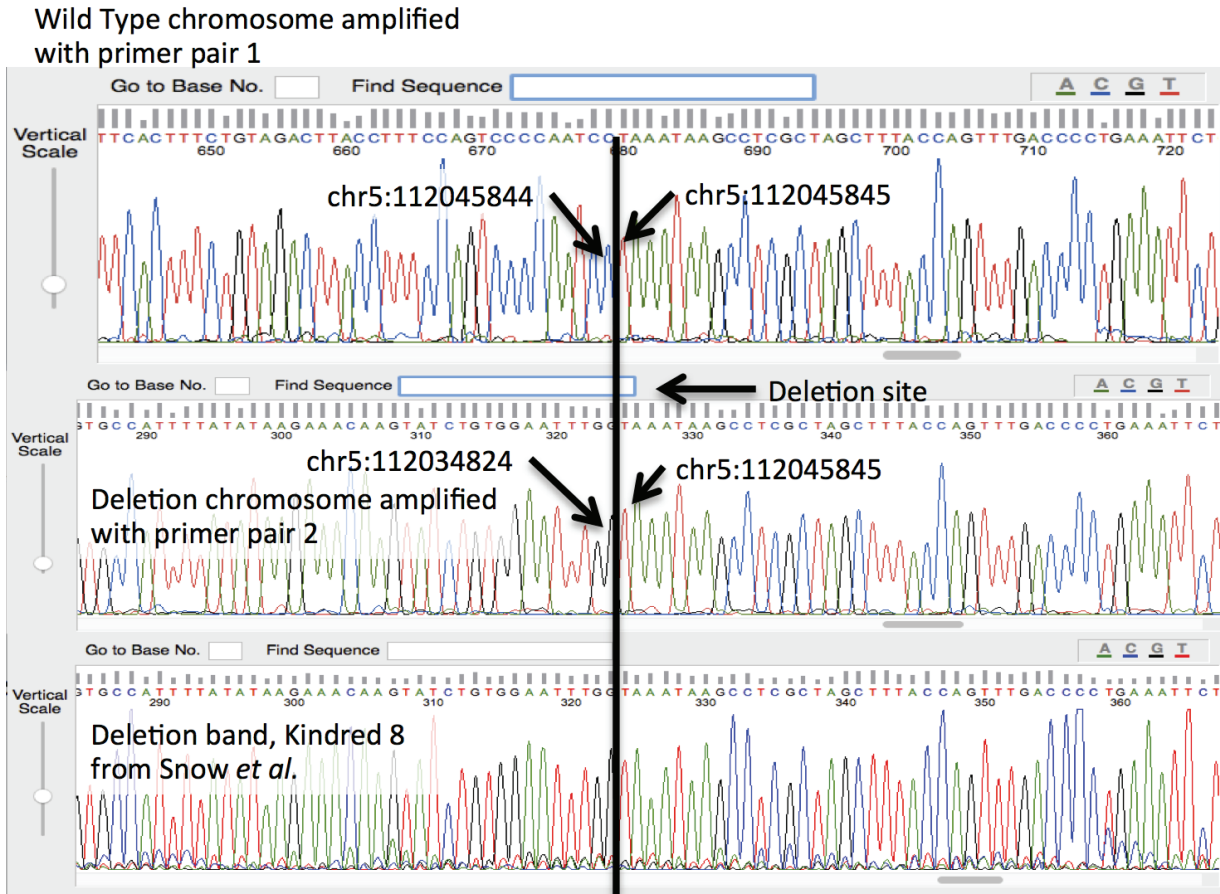 Wild Type chromosome amplified
with primer pair 1
Go to Base No. Find Sequence A C G T
Vertical
Scale
TTCACTTTCTGTAGACTTACCTTTCCAGTCCCCAATCCTAAATAAGCCTCGCTAGCTTTACCAGTTTGACCCCTGAAATTCT
650 660 670 680 690 700 710 720
chr5:112045844 chr5:112045845
Go to Base No. Find Sequence Deletion site A C G T
Vertical
Scale
GTGCCATTTTATATAAGAAACAAGTATCTGTGGAATTTGGTAAATAAGCCTCGCTAGCTTTACCAGTTTGACCCCTGAAATTCT
290 300 310 320 330 340 350 360
chr5:112034824 chr5:112045845
Deletion chromosome amplified
with primer pair 2
Go to Base No. Find Sequence A C G T
Vertical
Scale
GTGCCATTTTATATAAGAAACAAGTATCTGTGGAATTTGGTAAATAAGCCTCGCTAGCTTTACCAGTTTGACCCCTGAAATTCT
290 300 310 320 330 340 350 360
Deletion band, Kindred 8
from Snow et al.